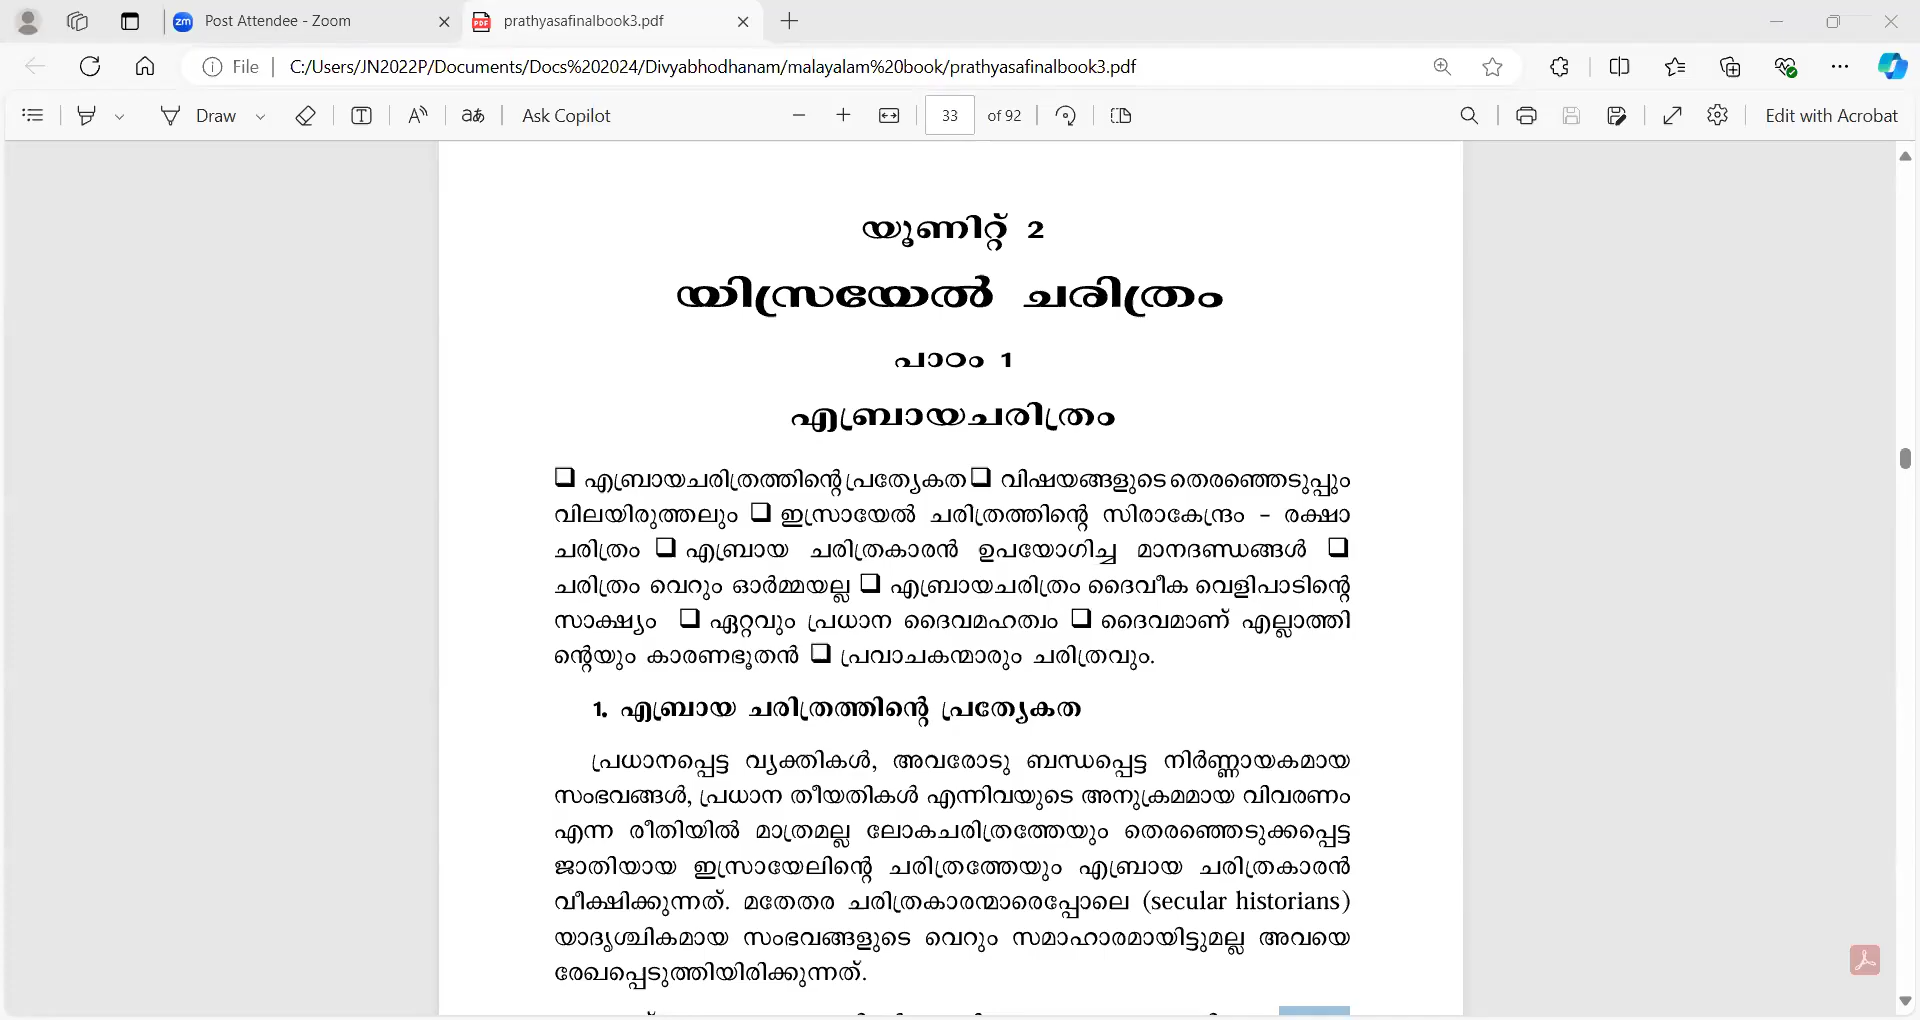 Post Attendee - Zoom
prathyasafinalbook3.pdf
File
C:/Users/JN2022P/Documents/Docs%202024/Divyabhodhanam/malayalam%20book/prathyasafinalbook3.pdf
Draw
Ask Copilot
33 of 92
Edit with Acrobat
യൂണിറ്റ് 2
യിസ്രയേൽ ചരിത്രം
പാഠം 1
എബ്രായചരിത്രം
❑ എബ്രായചരിത്രത്തിന്റെ പ്രത്യേകത ❑ വിഷയങ്ങളുടെ തെരഞ്ഞെടുപ്പും
വിലയിരുത്തലും ❑ ഇസ്രായേൽ ചരിത്രത്തിന്റെ സിരാകേന്ദ്രം – രക്ഷാ
ചരിത്രം ❑ എബ്രായ ചരിത്രകാരൻ ഉപയോഗിച്ച മാനദണ്ഡങ്ങൾ ❑
ചരിത്രം വെറും ഓർമ്മയല്ല ❑ എബ്രായചരിത്രം ദൈവീക വെളിപാടിന്റെ
സാക്ഷ്യം ❑ ഏറ്റവും പ്രധാന ദൈവമഹത്വം ❑ ദൈവമാണ് എല്ലാത്തി
ന്റെയും കാരണഭൂതൻ ❑ പ്രവാചകന്മാരും ചരിത്രവും.
1. എബ്രായ ചരിത്രത്തിന്റെ പ്രത്യേകത
പ്രധാനപ്പെട്ട വ്യക്തികൾ, അവരോടു ബന്ധപ്പെട്ട നിർണ്ണായകമായ
സംഭവങ്ങൾ, പ്രധാന തീയതികൾ എന്നിവയുടെ അനുക്രമമായ വിവരണം
എന്ന രീതിയിൽ മാത്രമല്ല ലോകചരിത്രത്തേയും തെരഞ്ഞെടുക്കപ്പെട്ട
ജാതിയായ ഇസ്രായേലിന്റെ ചരിത്രത്തേയും എബ്രായ ചരിത്രകാരൻ
വീക്ഷിക്കുന്നത്. മതേതര ചരിത്രകാരന്മാരെപ്പോലെ (secular historians)
യാദൃശ്ചികമായ സംഭവങ്ങളുടെ വെറും സമാഹാരമായിട്ടുമല്ല അവയെ
രേഖപ്പെടുത്തിയിരിക്കുന്നത്.